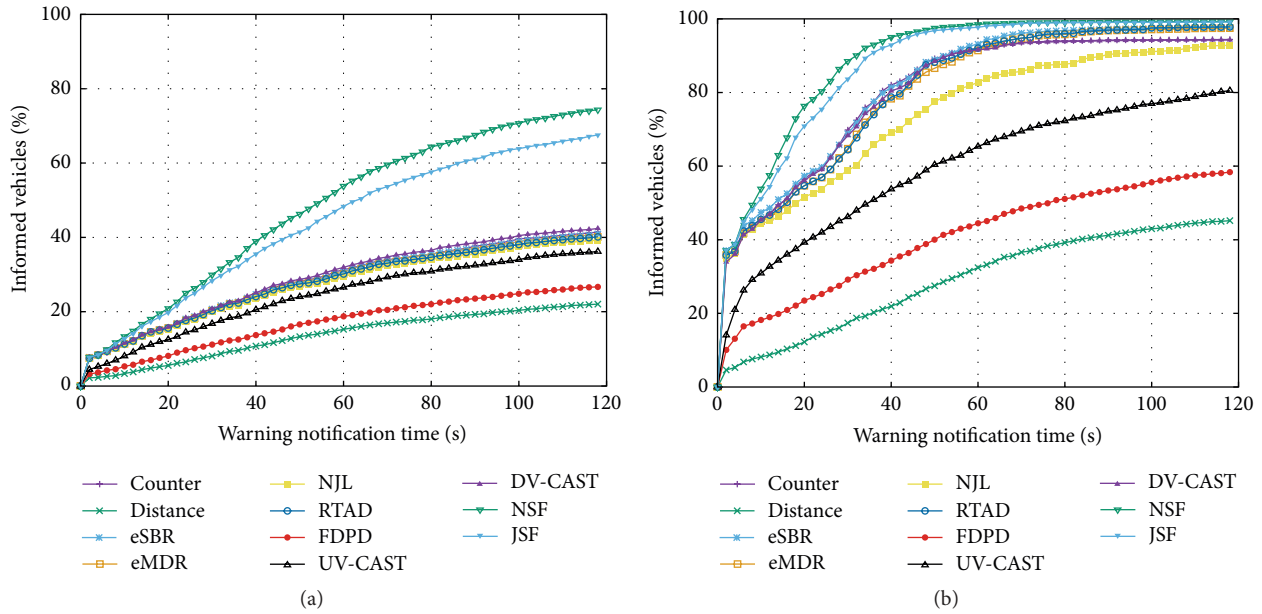 100
80
60
40
20
0
Informed vehicles (%)
0 20 40 60 80 100 120
Warning notification time (s)
Counter NJL DV-CAST
Distance RTAD NSF
eSBR FDPD JSF
eMDR UV-CAST
(a)
100
80
60
40
20
0
Informed vehicles (%)
0 20 40 60 80 100 120
Warning notification time (s)
Counter NJL DV-CAST
Distance RTAD NSF
eSBR FDPD JSF
eMDR UV-CAST
(b)